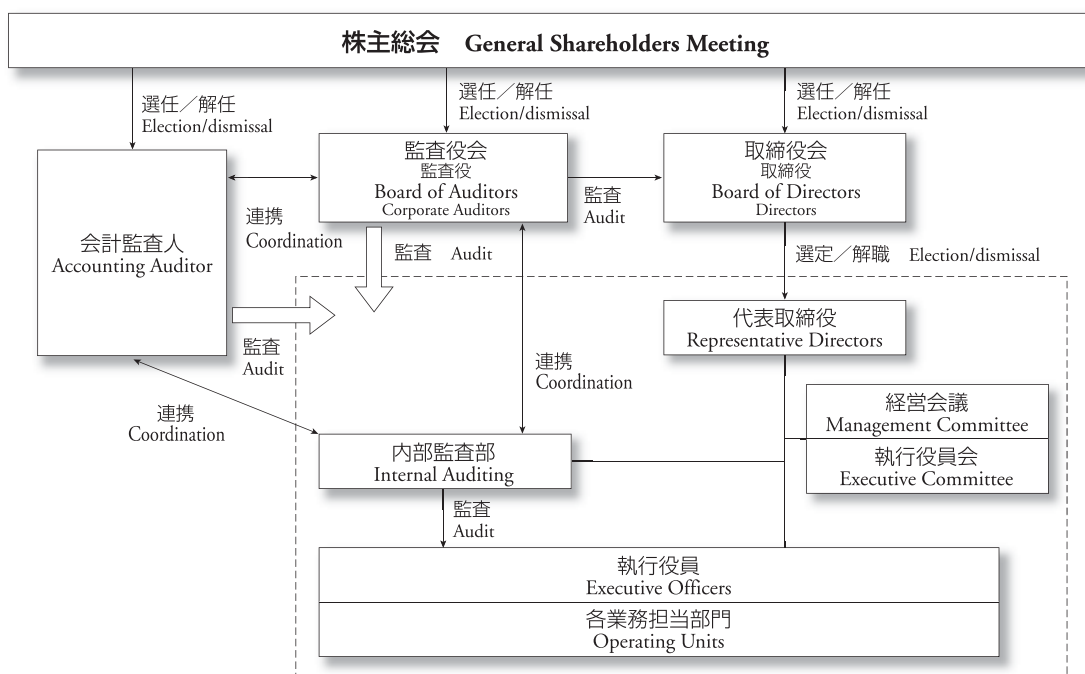 株主総会 General Shareholders Meeting
選任／解任
Election/dismissal
選任／解任
Election/dismissal
選任／解任
Election/dismissal
監査役会
監査役
Board of Auditors
Corporate Auditors
取締役会
取締役
Board of Directors
Directors
監査
Audit
連携
Coordination
会計監査人
Accounting Auditor
監査 Audit
選定／解職 Election/dismissal
代表取締役
Representative Directors
監査
Audit
連携
Coordination
連携
Coordination
経営会議
Management Committee
執行役員会
Executive Committee
内部監査部
Internal Auditing
監査
Audit
執行役員
Executive Officers
各業務担当部門
Operating Units